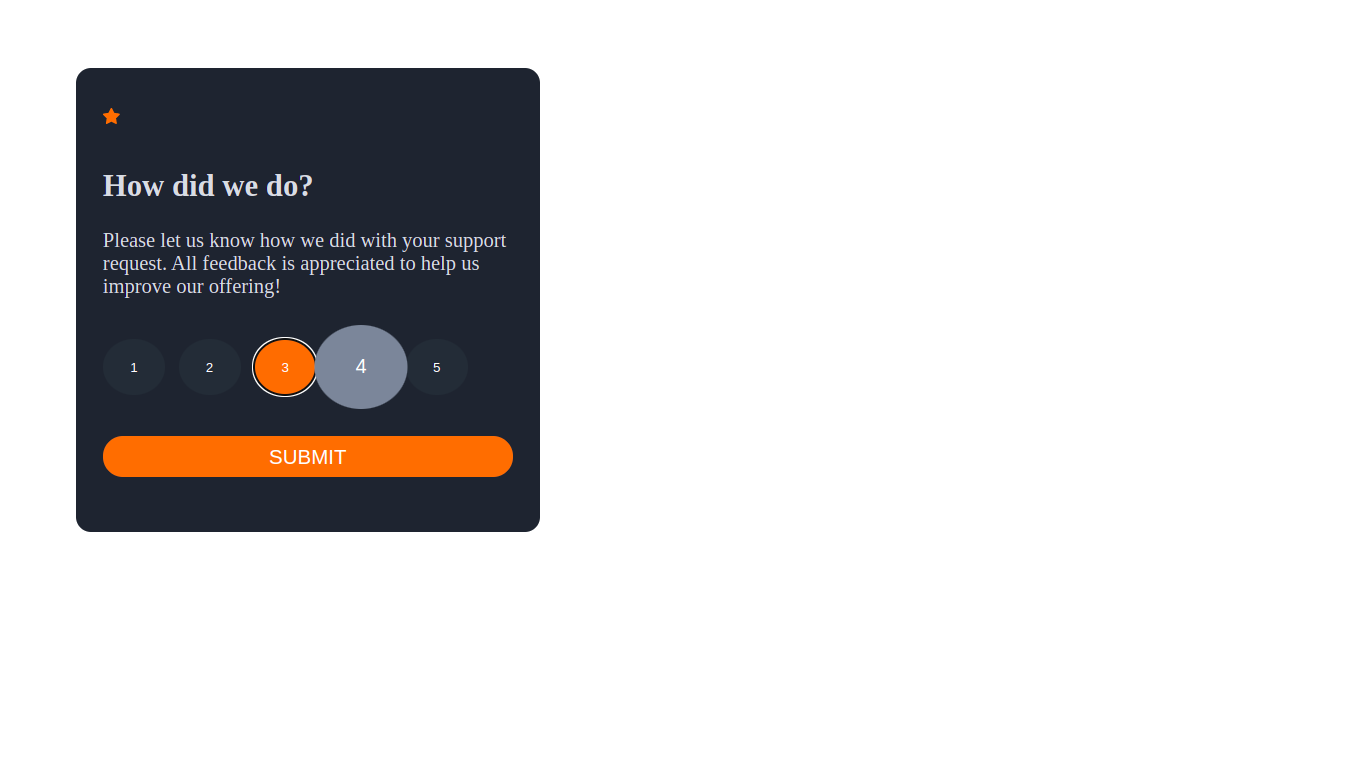 How did we do?
Please let us know how we did with your support
request. All feedback is appreciated to help us
improve our offering!
1 2 3 4 5
SUBMIT